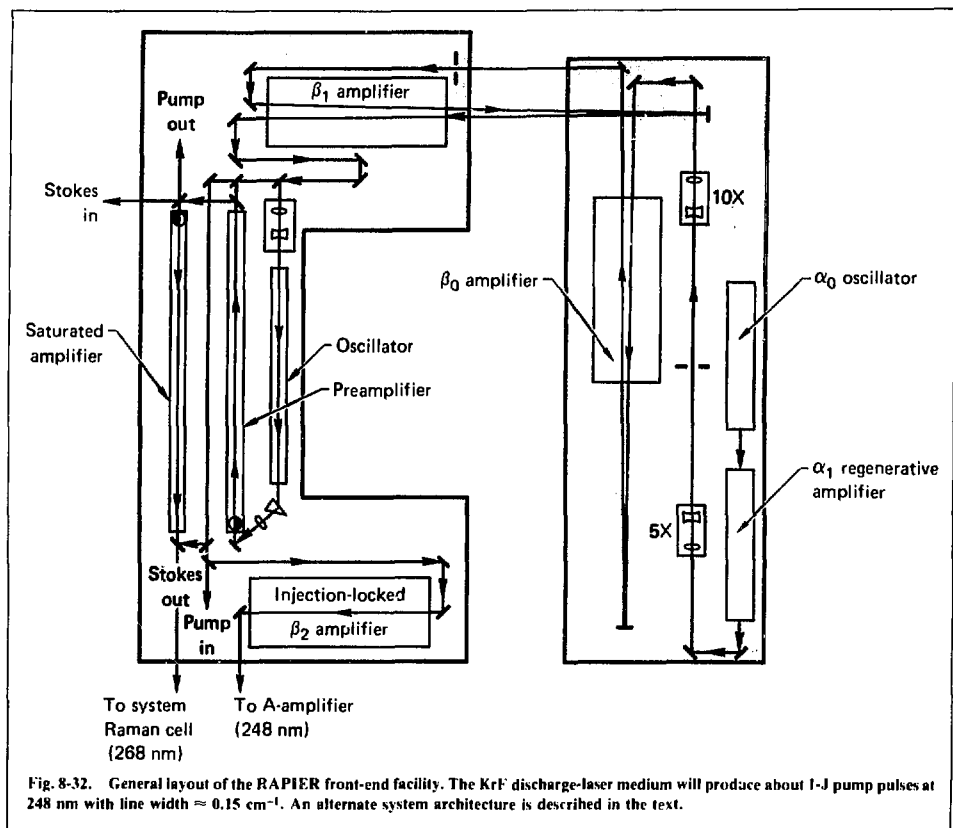 β₁ amplifier
Pump
out
Stokes
in
10X
β₀ amplifier
α₀ oscillator
Saturated
amplifier
Oscillator
Preamplifier
α₁ regenerative
amplifier
5X
Stokes
out
Pump
in
Injection-locked
β₂ amplifier
To system
Raman cell
(268 nm)
To A-amplifier
(248 nm)
Fig. 8-32. General layout of the RAPIER front-end facility. The KrF discharge-laser medium will produce about 1-J pump pulses at
248 nm with line width ≈ 0.15 cm⁻¹. An alternate system architecture is described in the text.